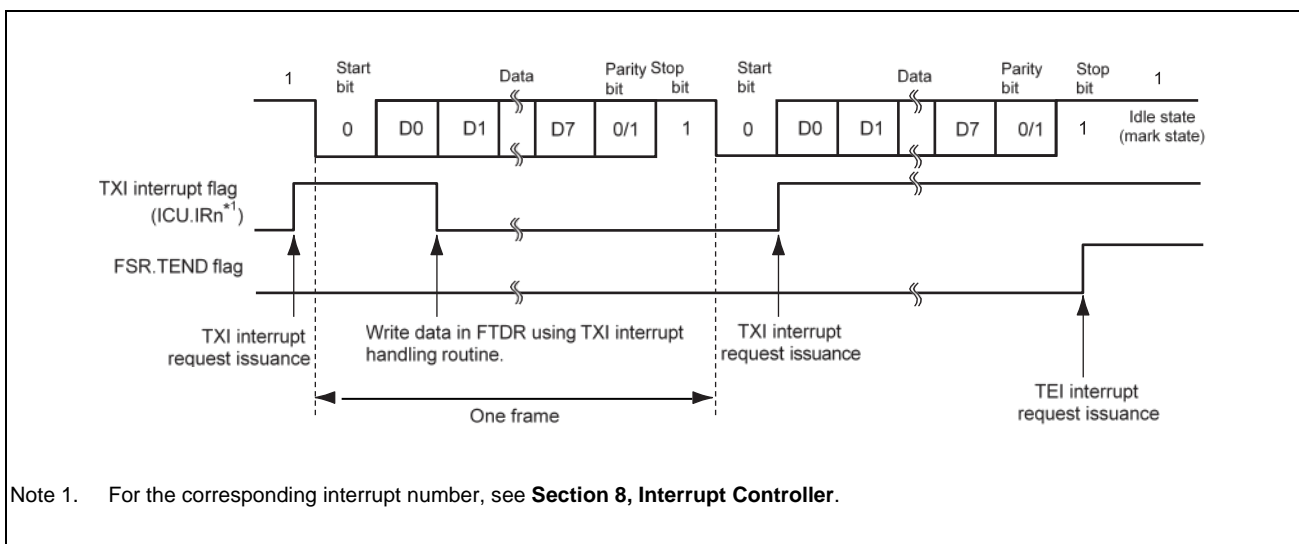 1
Start
bit
Data
Parity Stop
bit bit
Start
bit
Data
Parity
bit
Stop
bit
1
0 D0 D1 D7 0/1 1 0 D0 D1 D7 0/1 1
Idle state
(mark state)
TXI interrupt flag
(ICU.IRn*1)
FSR.TEND flag
TXI interrupt
request issuance
Write data in FTDR using TXI interrupt
handling routine.
TXI interrupt
request issuance
TEI interrupt
request issuance
One frame
Note 1. For the corresponding interrupt number, see Section 8, Interrupt Controller.